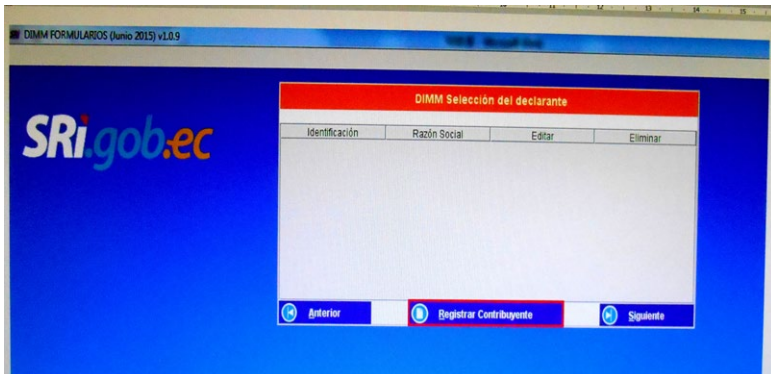 DIMM FORMULARIOS (Junio 2015) v1.0.9
SRi.gob.ec
DIMM Selección del declarante
Identificación Razón Social Editar Eliminar
Anterior Registrar Contribuyente Siguiente